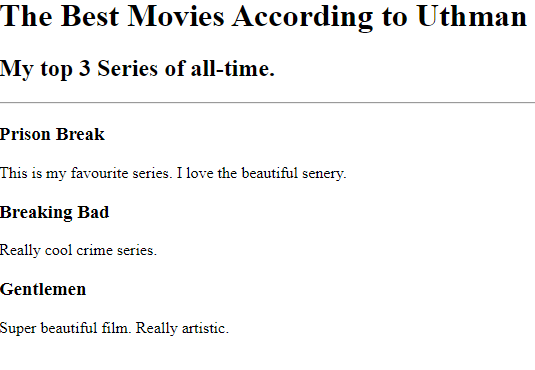 The Best Movies According to Uthman
My top 3 Series of all-time.
Prison Break
This is my favourite series. I love the beautiful senery.
Breaking Bad
Really cool crime series.
Gentlemen
Super beautiful film. Really artistic.